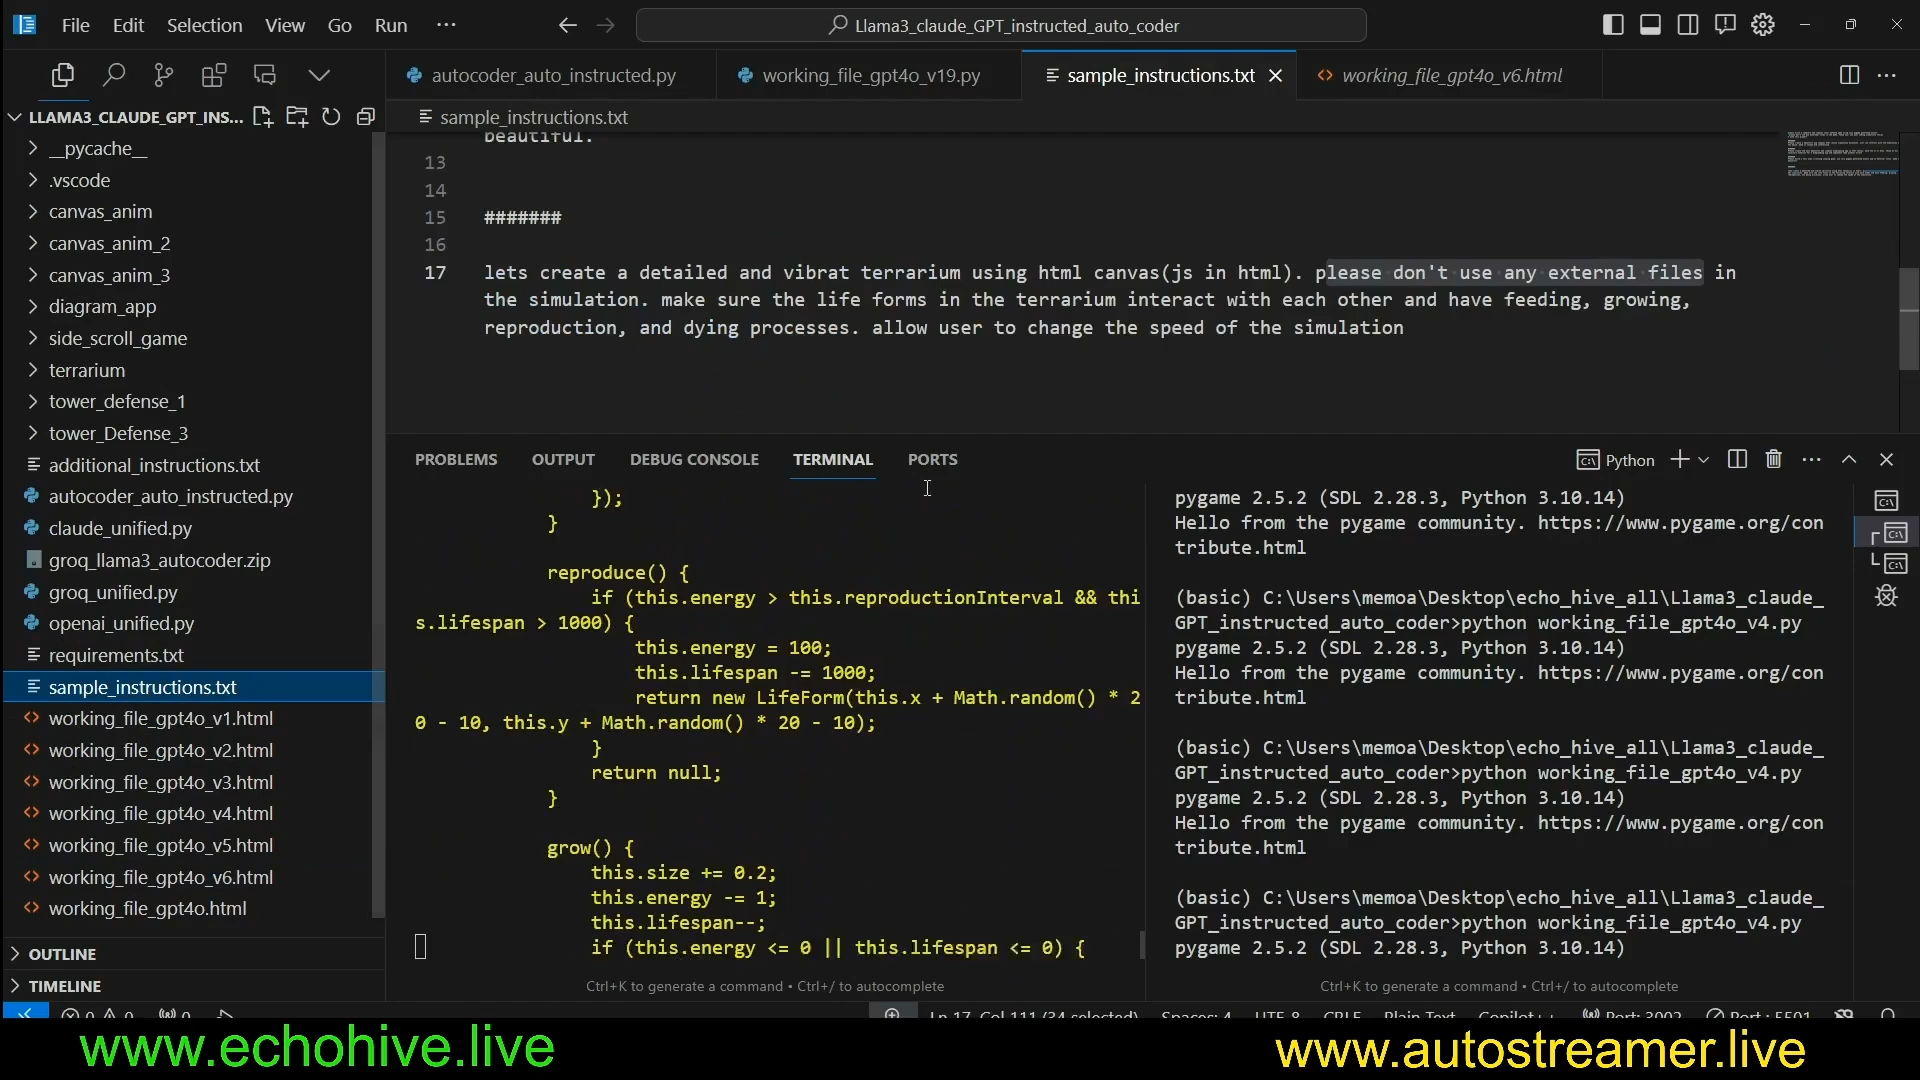 File Edit Selection View Go Run ···
Llama3_claude_GPT_instructed_auto_coder
autocoder_auto_instructed.py
working_file_gpt4o_v19.py
sample_instructions.txt
working_file_gpt4o_v6.html
LLAMA3_CLAUDE_GPT_INS...
__pycache__
.vscode
canvas_anim
canvas_anim_2
canvas_anim_3
diagram_app
side_scroll_game
terrarium
tower_defense_1
tower_Defense_3
additional_instructions.txt
autocoder_auto_instructed.py
claude_unified.py
groq_llama3_autocoder.zip
groq_unified.py
openai_unified.py
requirements.txt
sample_instructions.txt
working_file_gpt4o_v1.html
working_file_gpt4o_v2.html
working_file_gpt4o_v3.html
working_file_gpt4o_v4.html
working_file_gpt4o_v5.html
working_file_gpt4o_v6.html
working_file_gpt4o.html
OUTLINE
TIMELINE
sample_instructions.txt
beautiful.
13
14
15 #######
16
17 lets create a detailed and vibrat terrarium using html canvas(js in html). please don't use any external files in
the simulation. make sure the life forms in the terrarium interact with each other and have feeding, growing,
reproduction, and dying processes. allow user to change the speed of the simulation
PROBLEMS OUTPUT DEBUG CONSOLE TERMINAL PORTS
Python
});
}
reproduce() {
if (this.energy > this.reproductionInterval && thi
s.lifespan > 1000) {
this.energy = 100;
this.lifespan -= 1000;
return new LifeForm(this.x + Math.random() * 2
0 - 10, this.y + Math.random() * 20 - 10);
}
return null;
}
grow() {
this.size += 0.2;
this.energy -= 1;
this.lifespan--;
if (this.energy <= 0 || this.lifespan <= 0) {
Ctrl+K to generate a command • Ctrl+/ to autocomplete
pygame 2.5.2 (SDL 2.28.3, Python 3.10.14)
Hello from the pygame community. https://www.pygame.org/con
tribute.html
(basic) C:\Users\memoa\Desktop\echo_hive_all\Llama3_claude_
GPT_instructed_auto_coder>python working_file_gpt4o_v4.py
pygame 2.5.2 (SDL 2.28.3, Python 3.10.14)
Hello from the pygame community. https://www.pygame.org/con
tribute.html
(basic) C:\Users\memoa\Desktop\echo_hive_all\Llama3_claude_
GPT_instructed_auto_coder>python working_file_gpt4o_v4.py
pygame 2.5.2 (SDL 2.28.3, Python 3.10.14)
Hello from the pygame community. https://www.pygame.org/con
tribute.html
(basic) C:\Users\memoa\Desktop\echo_hive_all\Llama3_claude_
GPT_instructed_auto_coder>python working_file_gpt4o_v4.py
pygame 2.5.2 (SDL 2.28.3, Python 3.10.14)
Ctrl+K to generate a command • Ctrl+/ to autocomplete
0 0 0 Ln 17, Col 111 (34 selected) Spaces: 4 UTF-8 CRLF Plain Text Copilot++ Port: 3002 Port : 5501
www.echohive.live
www.autostreamer.live